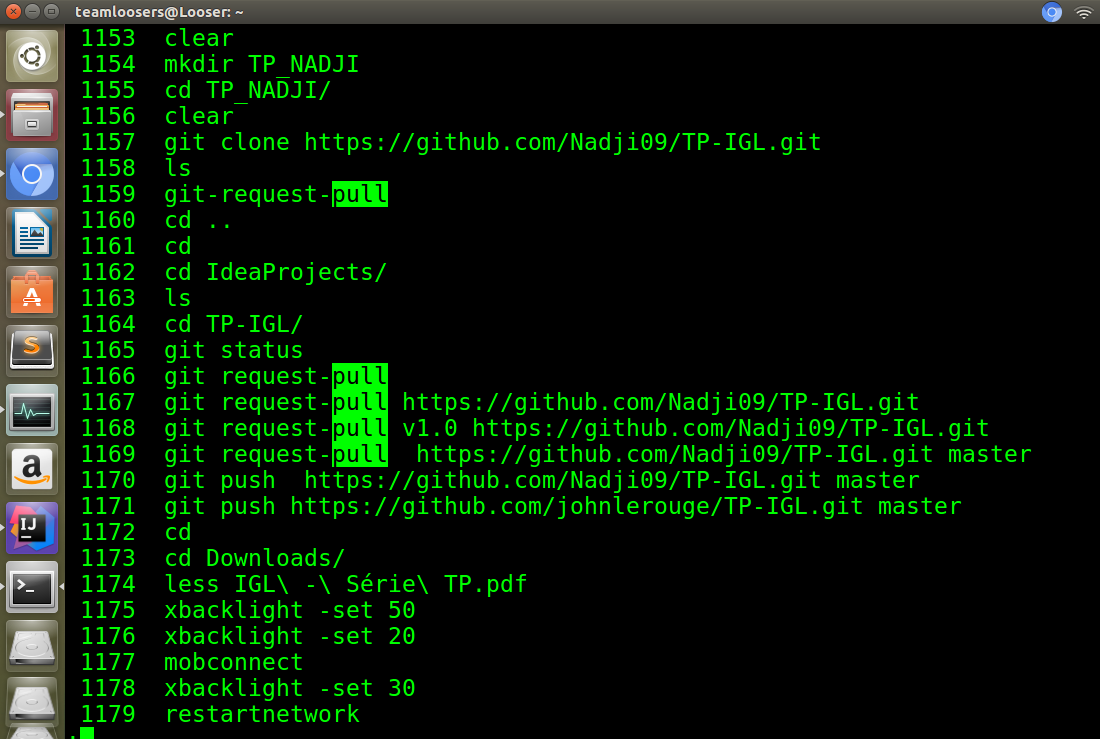 teamloosers@Looser: ~
1153 clear
1154 mkdir TP_NADJI
1155 cd TP_NADJI/
1156 clear
1157 git clone https://github.com/Nadji09/TP-IGL.git
1158 ls
1159 git-request-pull
1160 cd ..
1161 cd
1162 cd IdeaProjects/
1163 ls
1164 cd TP-IGL/
1165 git status
1166 git request-pull
1167 git request-pull https://github.com/Nadji09/TP-IGL.git
1168 git request-pull v1.0 https://github.com/Nadji09/TP-IGL.git
1169 git request-pull  https://github.com/Nadji09/TP-IGL.git master
1170 git push  https://github.com/Nadji09/TP-IGL.git master
1171 git push https://github.com/johnlerouge/TP-IGL.git master
1172 cd
1173 cd Downloads/
1174 less IGL\ -\ Série\ TP.pdf
1175 xbacklight -set 50
1176 xbacklight -set 20
1177 mobconnect
1178 xbacklight -set 30
1179 restartnetwork
:
A
S
a
IJ
>_